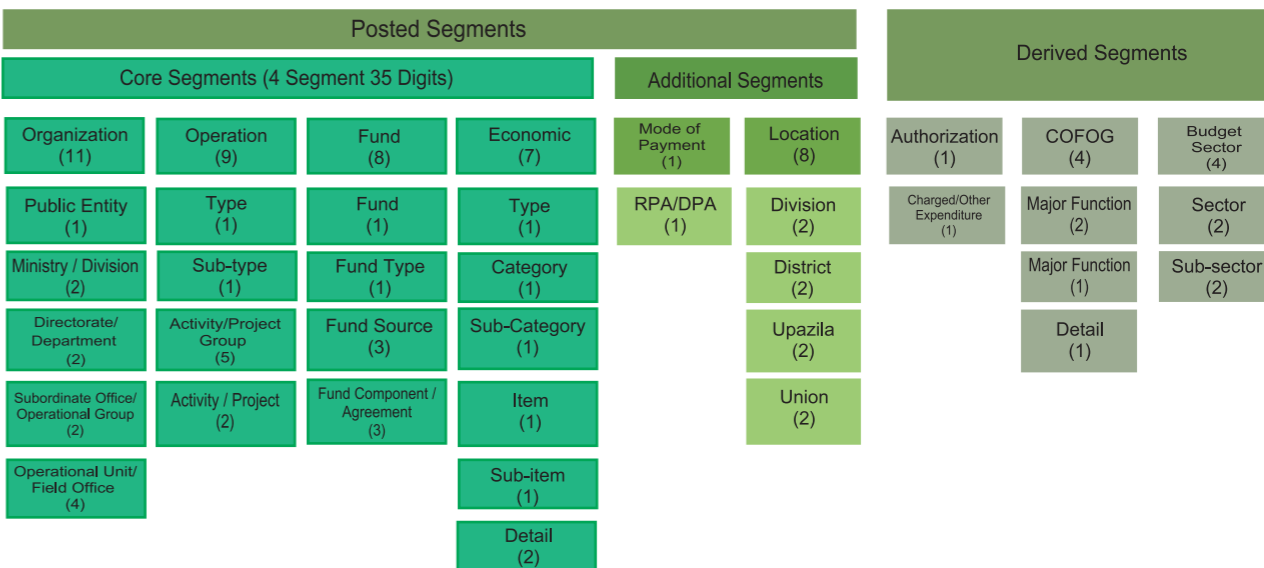 Posted Segments
Derived Segments
Core Segments (4 Segment 35 Digits)
Additional Segments
Organization
(11)
Public Entity
(1)
Ministry / Division
(2)
Directorate/
Department
(2)
Subordinate Office/
Operational Group
(2)
Operational Unit/
Field Office
(4)
Operation
(9)
Type
(1)
Sub-type
(1)
Activity/Project
Group
(5)
Activity / Project
(2)
Fund
(8)
Fund
(1)
Fund Type
(1)
Fund Source
(3)
Fund Component /
Agreement
(3)
Economic
(7)
Type
(1)
Category
(1)
Sub-Category
(1)
Item
(1)
Sub-item
(1)
Detail
(2)
Mode of
Payment
(1)
RPA/DPA
(1)
Location
(8)
Division
(2)
District
(2)
Upazila
(2)
Union
(2)
Authorization
(1)
Charged/Other
Expenditure
(1)
COFOG
(4)
Major Function
(2)
Major Function
(1)
Detail
(1)
Budget
Sector
(4)
Sector
(2)
Sub-sector
(2)